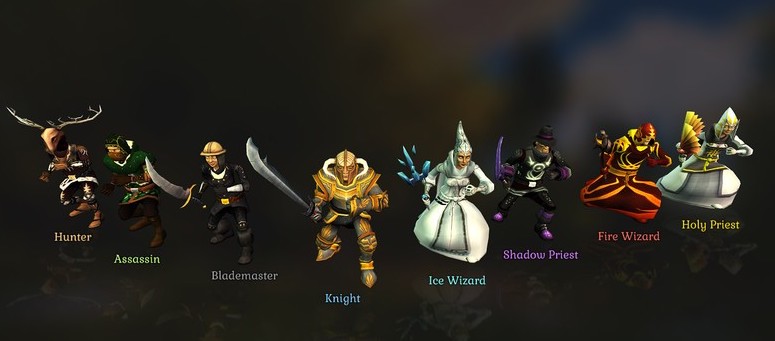 Hunter
Assassin
Blademaster
Knight
Ice Wizard
Shadow Priest
Fire Wizard
Holy Priest